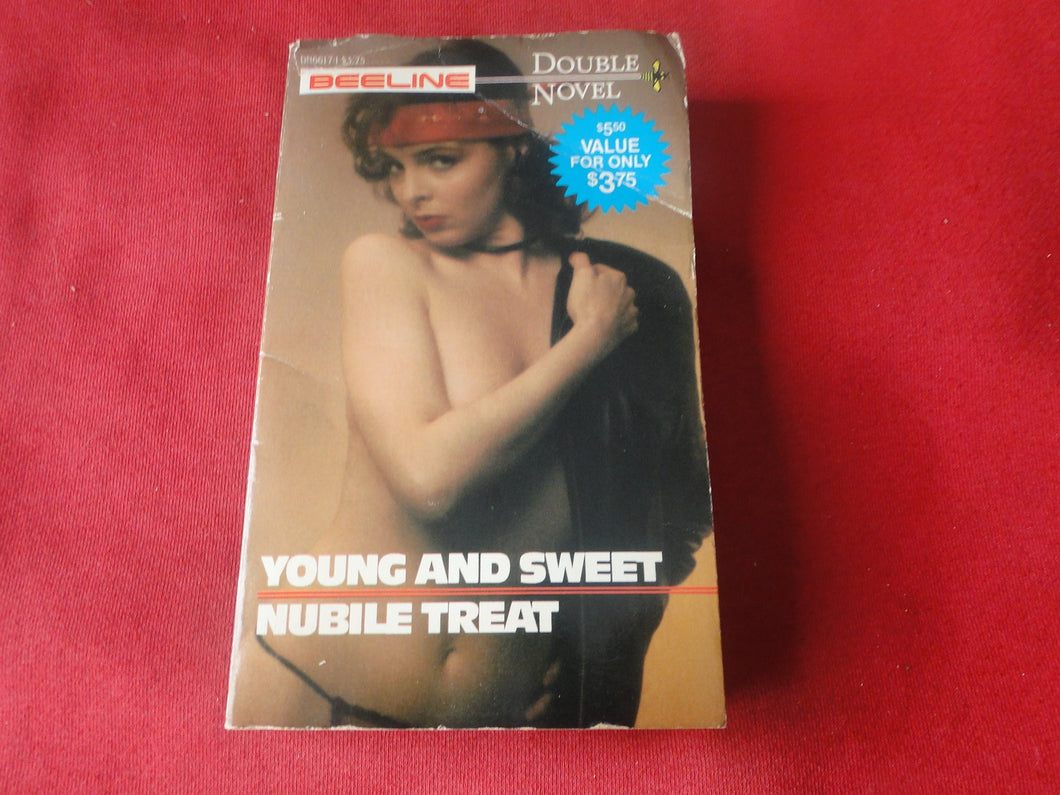 BEELINE
DOUBLE
NOVEL
$5.50
VALUE
FOR ONLY
$3.75
YOUNG AND SWEET
NUBILE TREAT